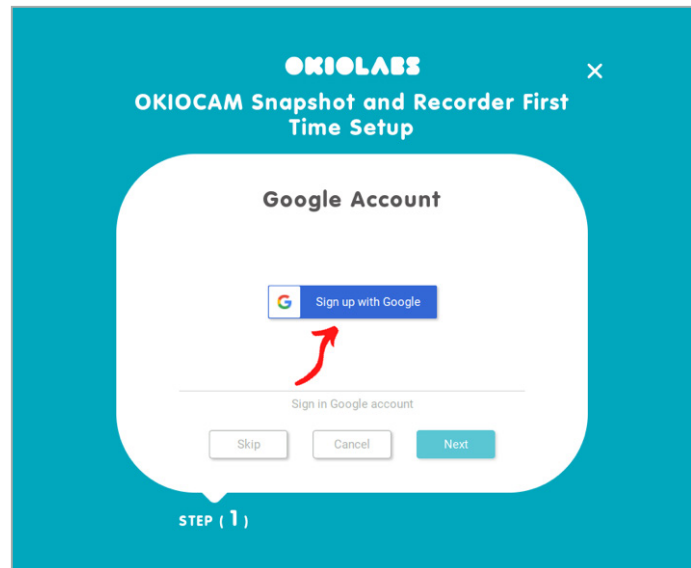 OKIOLABS
OKIOCAM Snapshot and Recorder First
Time Setup
Google Account
G Sign up with Google
Sign in Google account
Skip Cancel Next
STEP ( 1 )